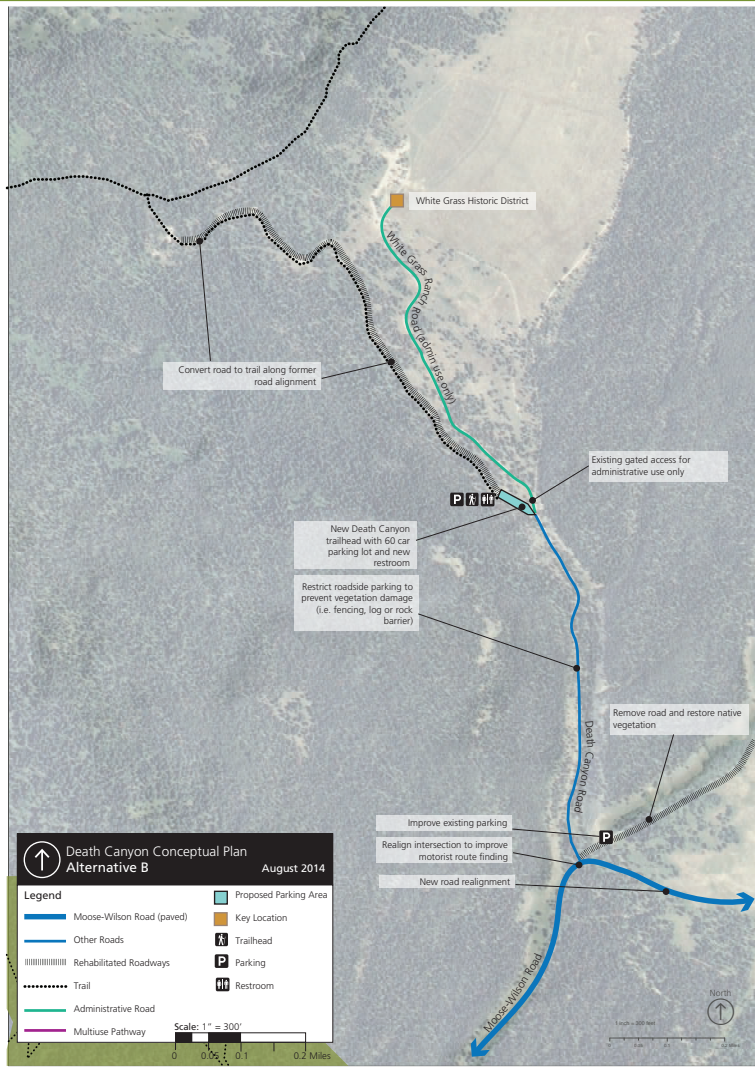 White Grass Historic District
White Grass Ranch
Road (admin use only)
Convert road to trail along former
road alignment
Existing gated access for
administrative use only
P
New Death Canyon
trailhead with 60 car
parking lot and new
restroom
Restrict roadside parking to
prevent vegetation damage
(i.e. fencing, log or rock
barrier)
Remove road and restore native
vegetation
Death Canyon Road
Improve existing parking
P
Realign intersection to improve
motorist route finding
New road realignment
Moose-Wilson Road
Death Canyon Conceptual Plan
Alternative B
August 2014
Legend
Moose-Wilson Road (paved)
Other Roads
Rehabilitated Roadways
Trail
Administrative Road
Multiuse Pathway
Proposed Parking Area
Key Location
Trailhead
P Parking
Restroom
Scale: 1" = 300'
0 0.05 0.1 0.2 Miles
North